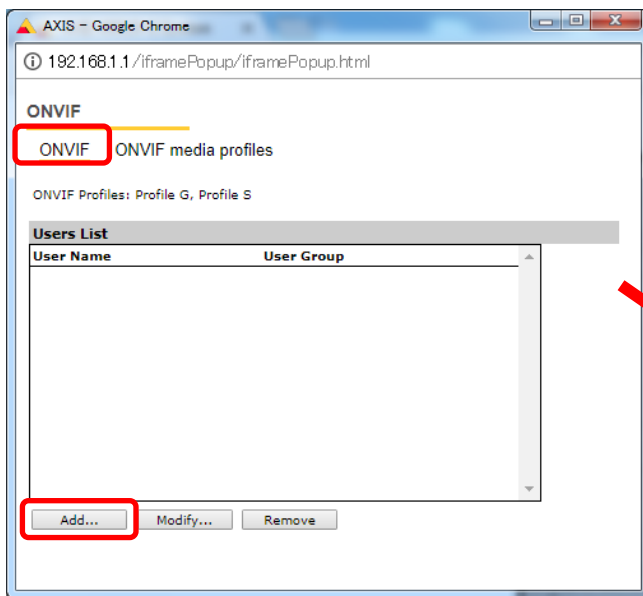 AXIS - Google Chrome
192.168.1.1/iframePopup/iframePopup.html
ONVIF
ONVIF ONVIF media profiles
ONVIF Profiles: Profile G, Profile S
Users List
User Name User Group
Add... Modify... Remove